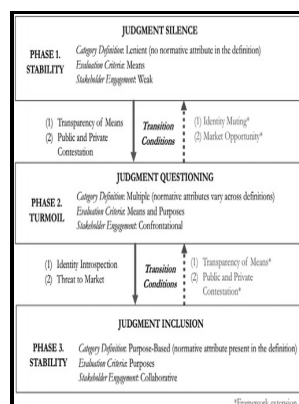 JUDGMENT SILENCE
PHASE 1.
STABILITY
Category Definition: Lenient (no normative attribute in the definition)
Evaluation Criteria: Means
Stakeholder Engagement: Weak
(1) Transparency of Means
(2) Public and Private
Contestation
Transition
Conditions
(1) Identity Muting*
(2) Market Opportunity*
JUDGMENT QUESTIONING
PHASE 2.
TURMOIL
Category Definition: Multiple (normative attributes vary across definitions)
Evaluation Criteria: Means and Purposes
Stakeholder Engagement: Confrontational
(1) Identity Introspection
(2) Threat to Market
Transition
Conditions
(1) Transparency of Means*
(2) Public and Private
Contestation*
JUDGMENT INCLUSION
PHASE 3.
STABILITY
Category Definition: Purpose-Based (normative attribute present in the definition)
Evaluation Criteria: Purposes
Stakeholder Engagement: Collaborative
*Framework extension